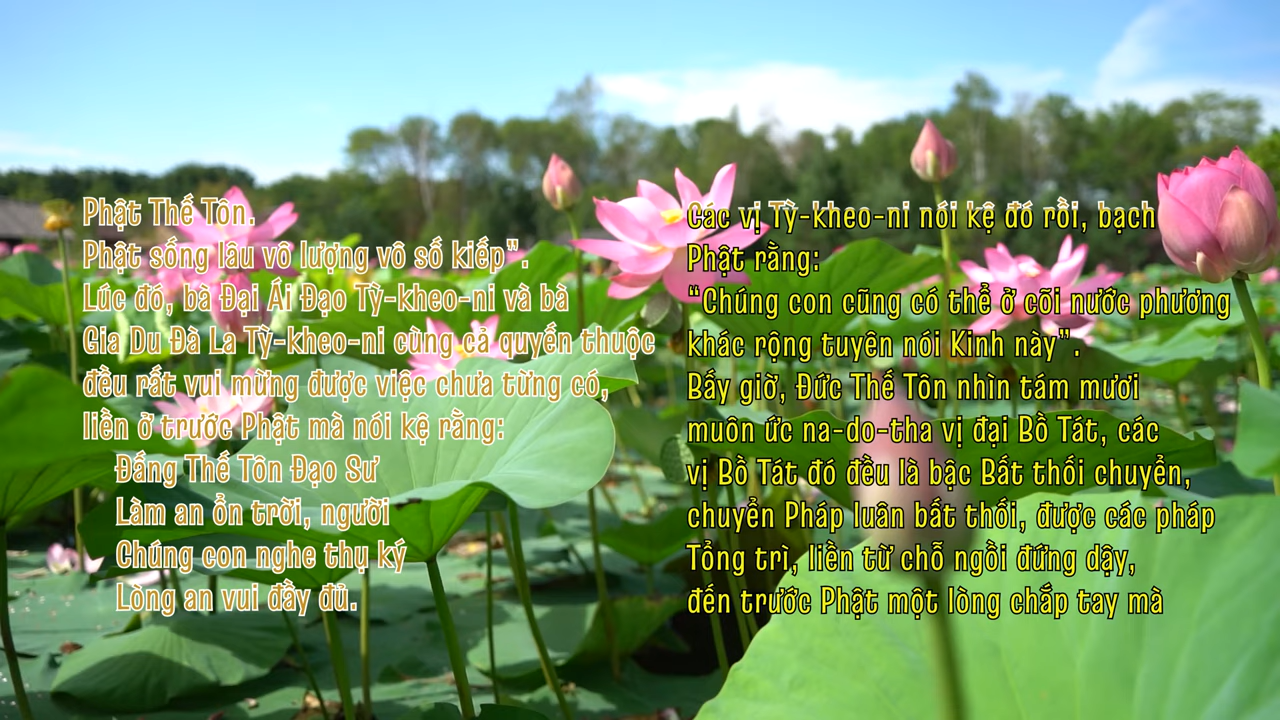 Phật Thế Tôn.
Phật sống lâu vô lượng vô số kiếp”.
Lúc đó, bà Đại Ái Đạo Tỳ-kheo-ni và bà
Gia Du Đà La Tỳ-kheo-ni cùng cả quyến thuộc
đều rất vui mừng được việc chưa từng có,
liền ở trước Phật mà nói kệ rằng:
Đấng Thế Tôn Đạo Sư
Làm an ổn trời, người
Chúng con nghe thụ ký
Lòng an vui đầy đủ.
Các vị Tỳ-kheo-ni nói kệ đó rồi, bạch
Phật rằng:
“Chúng con cũng có thể ở cõi nước phương
khác rộng tuyên nói Kinh này”.
Bấy giờ, Đức Thế Tôn nhìn tám mươi
muôn ức na-do-tha vị đại Bồ Tát, các
vị Bồ Tát đó đều là bậc Bất thối chuyển,
chuyển Pháp luân bất thối, được các pháp
Tổng trì, liền từ chỗ ngồi đứng dậy,
đến trước Phật một lòng chắp tay mà